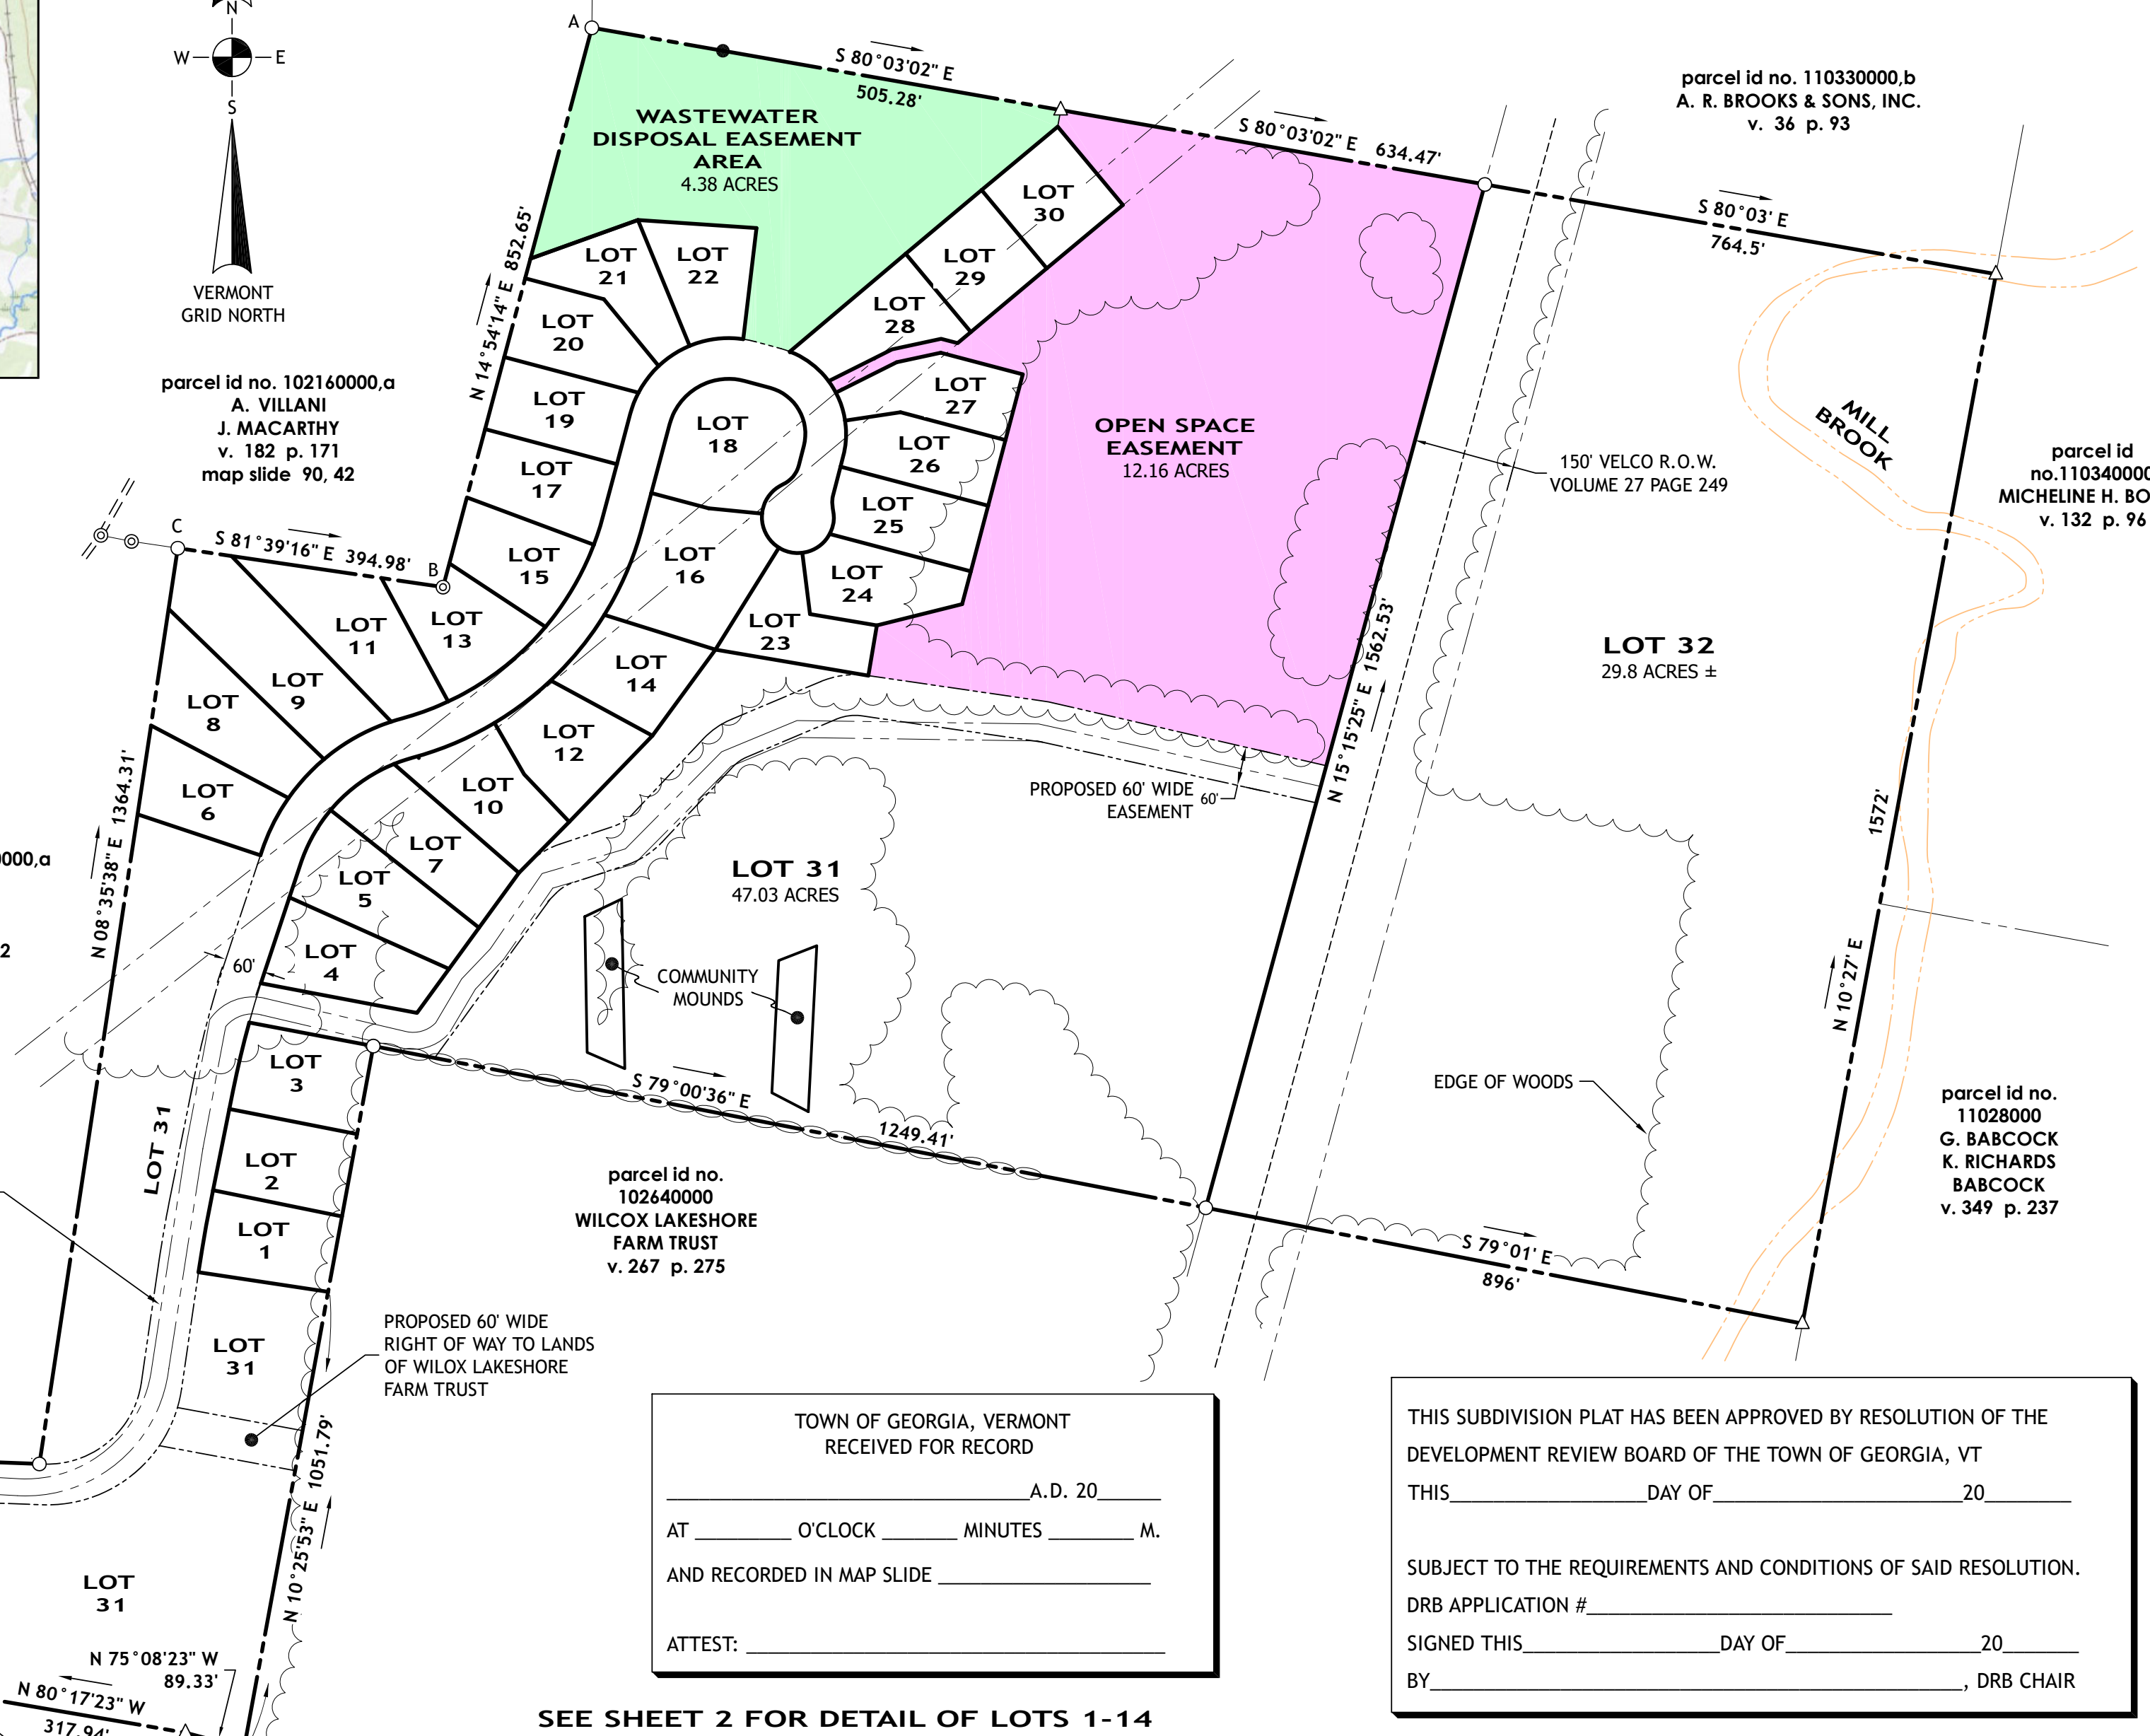 N
W
E
S
VERMONT
GRID NORTH
A
S 80°03'02" E
505.28'
WASTEWATER
DISPOSAL EASEMENT
AREA
4.38 ACRES
S 80°03'02" E 634.47'
parcel id no. 110330000,b
A. R. BROOKS & SONS, INC.
v. 36 p. 93
S 80°03' E
764.5'
N 14°54'14" E 852.65'
LOT
21
LOT
22
LOT
30
LOT
29
LOT
28
LOT
20
LOT
19
LOT
18
LOT
27
LOT
26
LOT
17
LOT
25
LOT
15
LOT
16
LOT
24
LOT
23
OPEN SPACE
EASEMENT
12.16 ACRES
150' VELCO R.O.W.
VOLUME 27 PAGE 249
MILL
BROOK
parcel id
MICHELINE H. BO
v. 132 p. 96
parcel id no. 102160000,a
A. VILLANI
J. MACARTHY
v. 182 p. 171
map slide 90, 42
C
S 81°39'16" E 394.98'
B
LOT
13
LOT
11
LOT
9
LOT
8
LOT
6
LOT
14
LOT
12
LOT
10
LOT
7
LOT
5
LOT
4
N 15°15'25" E 1562.53'
LOT 32
29.8 ACRES ±
PROPOSED 60' WIDE
EASEMENT
60'
1572'
N 10°27' E
000,a
2
N 08°35'38" E 1364.31'
60'
LOT 31
47.03 ACRES
COMMUNITY
MOUNDS
S 79°00'36" E
1249.41'
LOT
3
LOT
2
LOT
1
LOT 31
EDGE OF WOODS
parcel id no.
11028000
G. BABCOCK
K. RICHARDS
BABCOCK
v. 349 p. 237
parcel id no.
102640000
WILCOX LAKESHORE
FARM TRUST
v. 267 p. 275
S 79°01' E
896'
LOT
31
PROPOSED 60' WIDE
RIGHT OF WAY TO LANDS
OF WILOX LAKESHORE
FARM TRUST
N 10°25'53" E 1051.79'
LOT
31
N 75°08'23" W
89.33'
N 80°17'23" W
317.94'
TOWN OF GEORGIA, VERMONT
RECEIVED FOR RECORD
A.D. 20
AT O'CLOCK MINUTES M.
AND RECORDED IN MAP SLIDE
ATTEST:
THIS SUBDIVISION PLAT HAS BEEN APPROVED BY RESOLUTION OF THE
DEVELOPMENT REVIEW BOARD OF THE TOWN OF GEORGIA, VT
THIS DAY OF 20
SUBJECT TO THE REQUIREMENTS AND CONDITIONS OF SAID RESOLUTION.
DRB APPLICATION #
SIGNED THIS DAY OF 20
BY , DRB CHAIR
SEE SHEET 2 FOR DETAIL OF LOTS 1-14